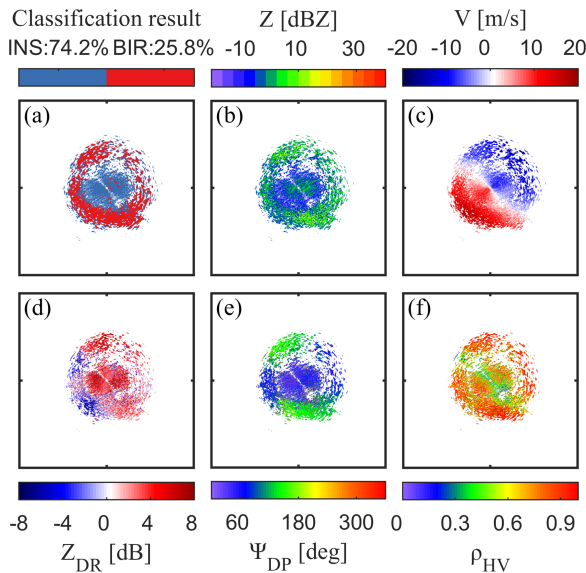 Classification result Z [dBZ] V [m/s]
INS:74.2% BIR:25.8% -10 10 30 -20 -10 0 10 20
(a) (b) (c)
(d) (e) (f)
-8 -4 0 4 8 60 180 300 0 0.3 0.6 0.9
Z_DR [dB] Ψ_DP [deg] ρ_HV